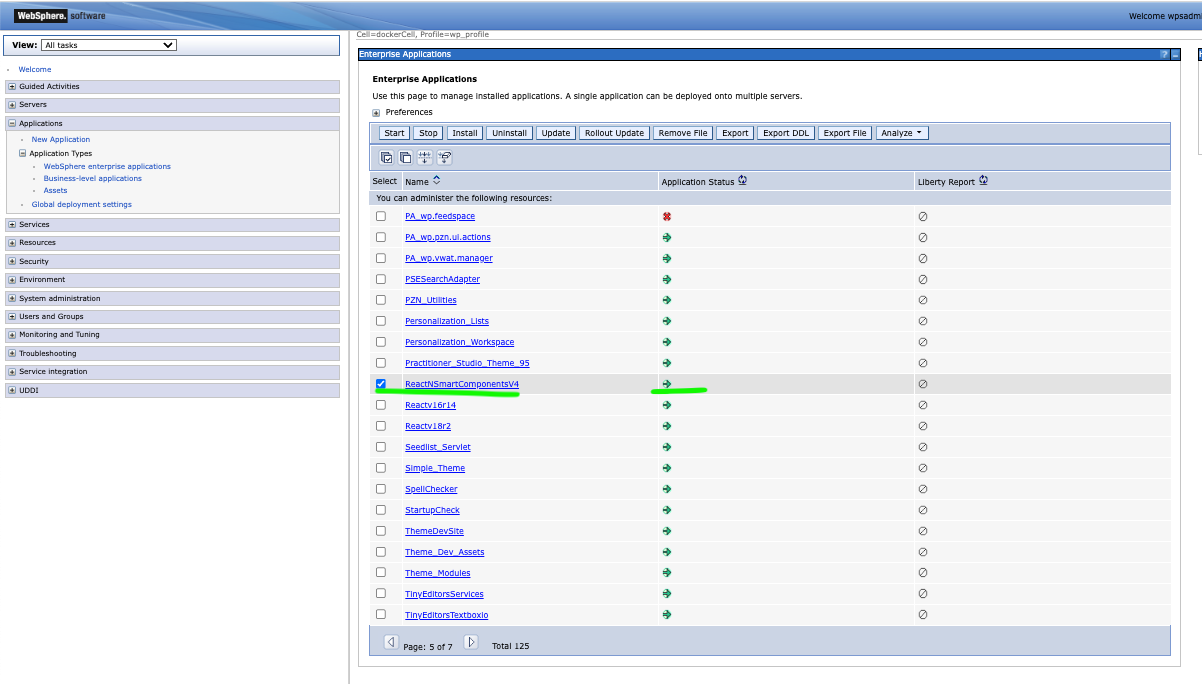 WebSphere. software
Welcome wpsadm
View: All tasks
Cell=dockerCell, Profile=wp_profile
Welcome
Guided Activities
Servers
Applications
New Application
Application Types
WebSphere enterprise applications
Business-level applications
Assets
Global deployment settings
Services
Resources
Security
Environment
System administration
Users and Groups
Monitoring and Tuning
Troubleshooting
Service integration
UDDI
Enterprise Applications
?
Enterprise Applications
Use this page to manage installed applications. A single application can be deployed onto multiple servers.
Preferences
Start Stop Install Uninstall Update Rollout Update Remove File Export Export DDL Export File Analyze
Select Name Application Status Liberty Report
You can administer the following resources:
PA_wp.feedspace
PA_wp.pzn.ui.actions
PA_wp.vwat.manager
PSESearchAdapter
PZN_Utilities
Personalization_Lists
Personalization_Workspace
Practitioner_Studio_Theme_95
ReactNSmartComponentsV4
Reactv16r14
Reactv18r2
Seedlist_Servlet
Simple_Theme
SpellChecker
StartupCheck
ThemeDevSite
Theme_Dev_Assets
Theme_Modules
TinyEditorsServices
TinyEditorsTextboxio
Page: 5 of 7 Total 125